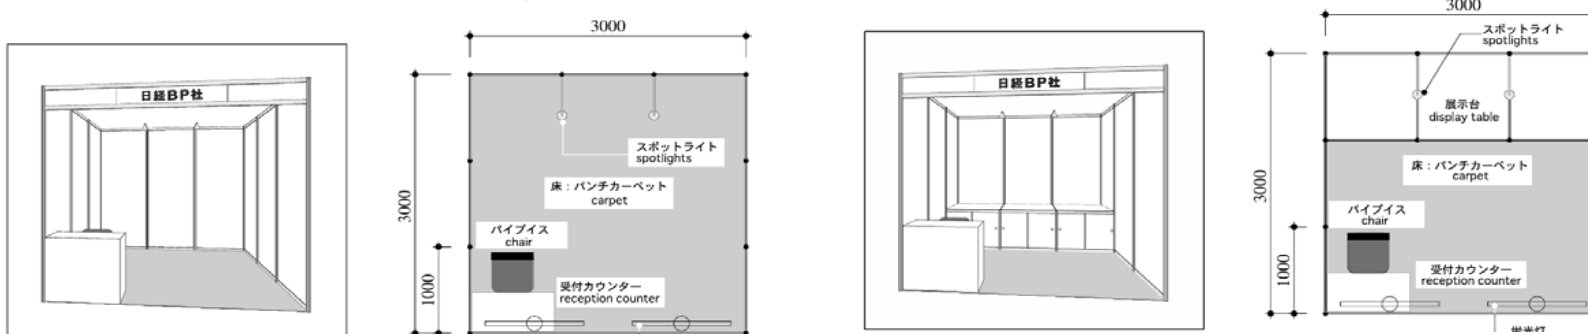 日経BP社
3000
3000
1000
スポットライト
spotlights
床：パンチカーペット
carpet
パイプイス
chair
受付カウンター
reception counter
日経BP社
3000
3000
1000
スポットライト
spotlights
展示台
display table
床：パンチカーペット
carpet
パイプイス
chair
受付カウンター
reception counter